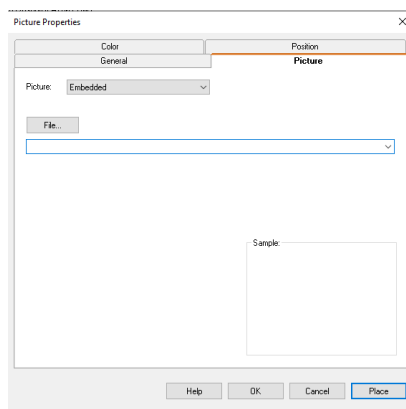 Picture Properties
Color Position
General Picture
Picture: Embedded
File...
Sample:
Help OK Cancel Place